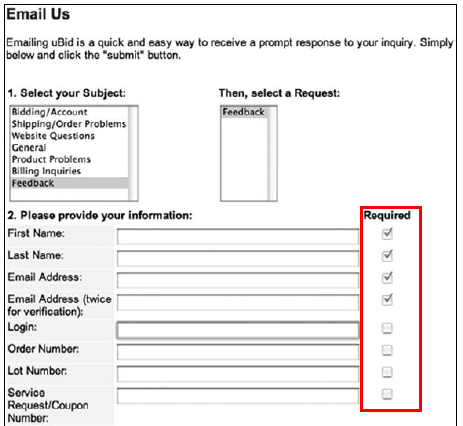 Email Us
Emailing uBid is a quick and easy way to receive a prompt response to your inquiry. Simply
below and click the "submit" button.
1. Select your Subject:
Then, select a Request:
Bidding/Account
Shipping/Order Problems
Website Questions
General
Product Problems
Billing Inquiries
Feedback
Feedback
2. Please provide your information:
Required
First Name:
Last Name:
Email Address:
Email Address (twice
for verification):
Login:
Order Number:
Lot Number:
Service
Request/Coupon
Number: